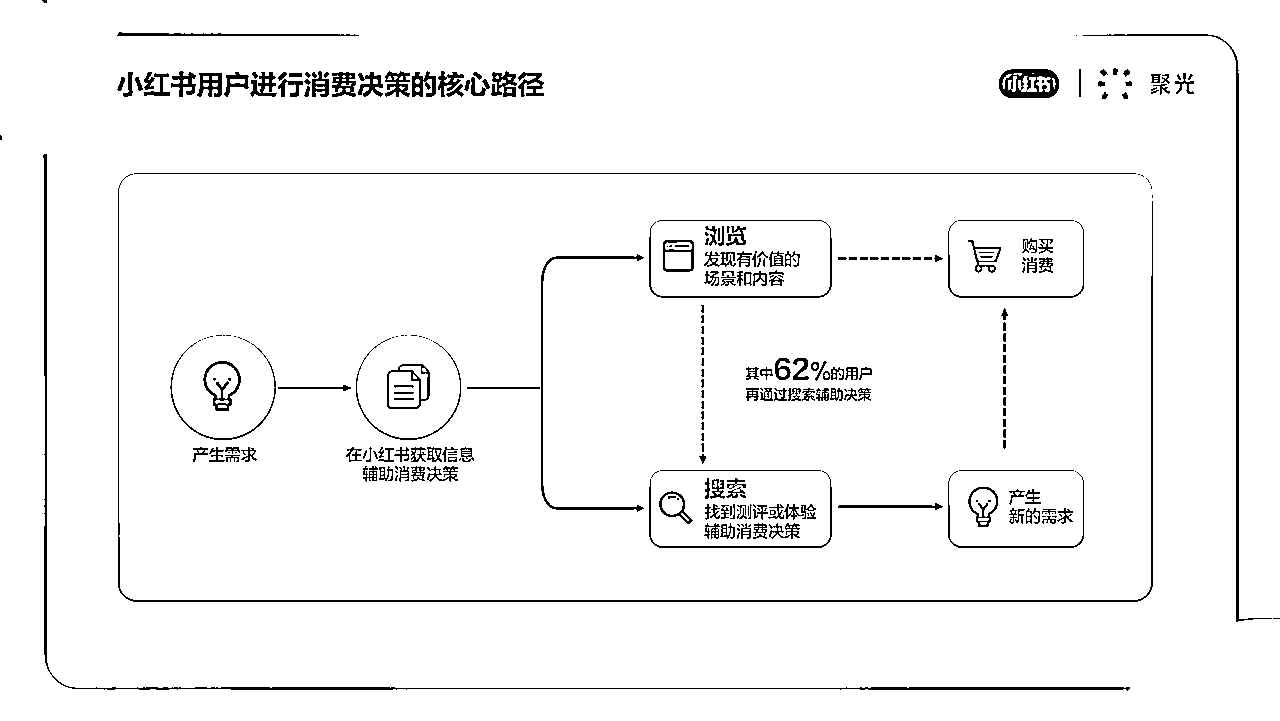 小红书用户进行消费决策的核心路径
小红书
聚光
浏览
发现有价值的
场景和内容
购买
消费
其中62%的用户
再通过搜索辅助决策
产生需求
在小红书获取信息
辅助消费决策
搜索
找到测评或体验
辅助消费决策
产生
新的需求